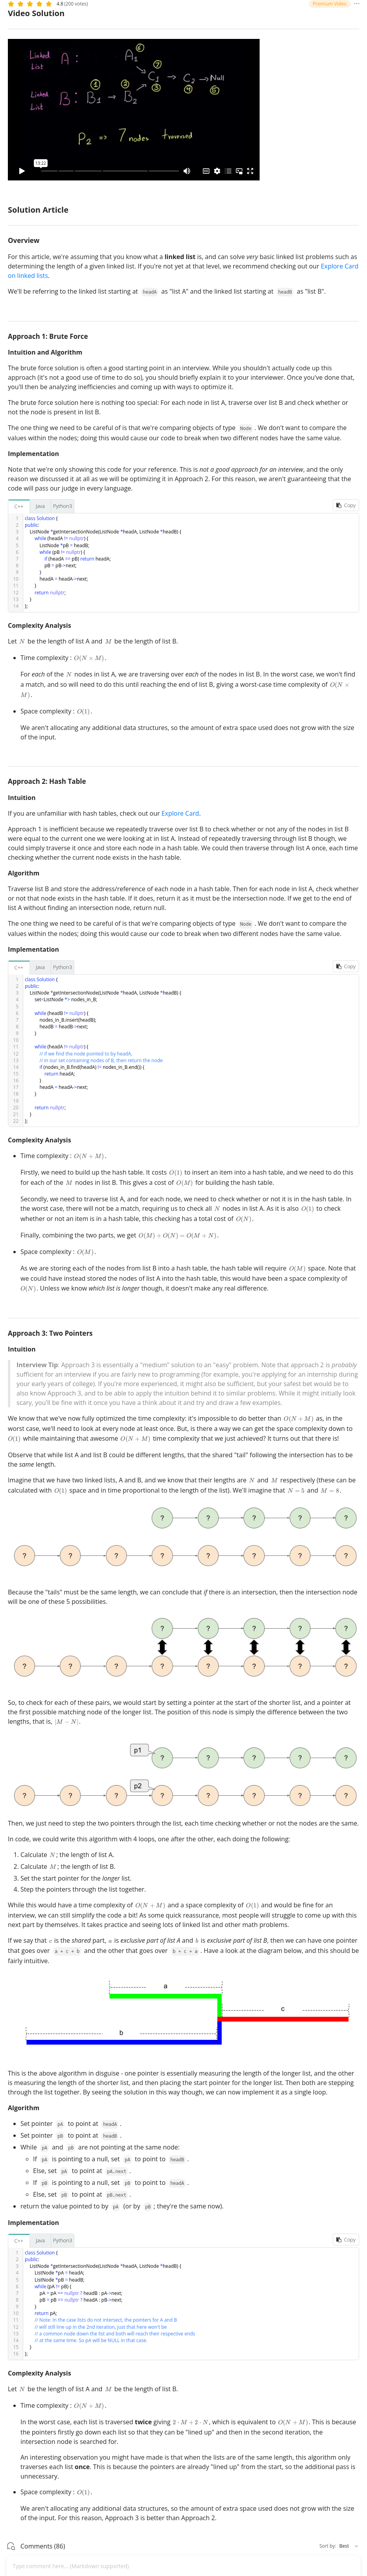 4.8 (200 votes)
Premium Video
Video Solution
Linked List A:
C₁ → C₂ → Null
B: B₁ → B₂
P₂ => 7 nodes traversed
13:22
Solution Article
Overview
For this article, we're assuming that you know what a linked list is, and can solve very basic linked list problems such as
determining the length of a given linked list. If you're not yet at that level, we recommend checking out our Explore Card
on linked lists.
We'll be referring to the linked list starting at headA as "list A" and the linked list starting at headB as "list B".
Approach 1: Brute Force
Intuition and Algorithm
The brute force solution is often a good starting point in an interview. While you shouldn't actually code up this
approach (it's not a good use of time to do so), you should briefly explain it to your interviewer. Once you've done that,
you'll then be analyzing inefficiencies and coming up with ways to optimize it.
The brute force solution here is nothing too special: For each node in list A, traverse over list B and check whether or
not the node is present in list B.
The one thing we need to be careful of is that we're comparing objects of type Node . We don't want to compare the
values within the nodes; doing this would cause our code to break when two different nodes have the same value.
Implementation
Note that we're only showing this code for your reference. This is not a good approach for an interview, and the only
reason we discussed it at all as we will be optimizing it in Approach 2. For this reason, we aren't guaranteeing that the
code will pass our judge in every language.
C++ Java Python3 Copy
1 class Solution {
2 public:
3 ListNode *getIntersectionNode(ListNode *headA, ListNode *headB) {
4 while (headA != nullptr) {
5 ListNode *pB = headB;
6 while (pB != nullptr) {
7 if (headA == pB) return headA;
8 pB = pB->next;
9 }
10 headA = headA->next;
11 }
12 return nullptr;
13 }
14 };
Complexity Analysis
Let N be the length of list A and M be the length of list B.
• Time complexity : O(N × M).
For each of the N nodes in list A, we are traversing over each of the nodes in list B. In the worst case, we won't find
a match, and so will need to do this until reaching the end of list B, giving a worst-case time complexity of O(N ×
M).
• Space complexity : O(1).
We aren't allocating any additional data structures, so the amount of extra space used does not grow with the size
of the input.
Approach 2: Hash Table
Intuition
If you are unfamiliar with hash tables, check out our Explore Card.
Approach 1 is inefficient because we repeatedly traverse over list B to check whether or not any of the nodes in list B
were equal to the current one we were looking at in list A. Instead of repeatedly traversing through list B though, we
could simply traverse it once and store each node in a hash table. We could then traverse through list A once, each time
checking whether the current node exists in the hash table.
Algorithm
Traverse list B and store the address/reference of each node in a hash table. Then for each node in list A, check whether
or not that node exists in the hash table. If it does, return it as it must be the intersection node. If we get to the end of
list A without finding an intersection node, return null.
The one thing we need to be careful of is that we're comparing objects of type Node . We don't want to compare the
values within the nodes; doing this would cause our code to break when two different nodes have the same value.
Implementation
C++ Java Python3 Copy
1 class Solution {
2 public:
3 ListNode *getIntersectionNode(ListNode *headA, ListNode *headB) {
4 set<ListNode *> nodes_in_B;
5
6 while (headB != nullptr) {
7 nodes_in_B.insert(headB);
8 headB = headB->next;
9 }
10
11 while (headA != nullptr) {
12 // if we find the node pointed to by headA,
13 // in our set containing nodes of B, then return the node
14 if (nodes_in_B.find(headA) != nodes_in_B.end()) {
15 return headA;
16 }
17 headA = headA->next;
18 }
19
20 return nullptr;
21 }
22 };
Complexity Analysis
• Time complexity : O(N + M).
Firstly, we need to build up the hash table. It costs O(1) to insert an item into a hash table, and we need to do this
for each of the M nodes in list B. This gives a cost of O(M) for building the hash table.
Secondly, we need to traverse list A, and for each node, we need to check whether or not it is in the hash table. In
the worst case, there will not be a match, requiring us to check all N nodes in list A. As it is also O(1) to check
whether or not an item is in a hash table, this checking has a total cost of O(N).
Finally, combining the two parts, we get O(M) + O(N) = O(M + N).
• Space complexity : O(M).
As we are storing each of the nodes from list B into a hash table, the hash table will require O(M) space. Note that
we could have instead stored the nodes of list A into the hash table, this would have been a space complexity of
O(N). Unless we know which list is longer though, it doesn't make any real difference.
Approach 3: Two Pointers
Intuition
Interview Tip: Approach 3 is essentially a "medium" solution to an "easy" problem. Note that approach 2 is probably
sufficient for an interview if you are fairly new to programming (for example, you're applying for an internship during
your early years of college). If you're more experienced, it might also be sufficient, but your safest bet would be to
also know Approach 3, and to be able to apply the intuition behind it to similar problems. While it might initially look
scary, you'll be fine with it once you have a think about it and try and draw a few examples.
We know that we've now fully optimized the time complexity: it's impossible to do better than O(N + M) as, in the
worst case, we'll need to look at every node at least once. But, is there a way we can get the space complexity down to
O(1) while maintaining that awesome O(N + M) time complexity that we just achieved? It turns out that there is!
Observe that while list A and list B could be different lengths, that the shared "tail" following the intersection has to be
the same length.
Imagine that we have two linked lists, A and B, and we know that their lengths are N and M respectively (these can be
calculated with O(1) space and in time proportional to the length of the list). We'll imagine that N = 5 and M = 8.
? ? ? ? ?
? ? ? ? ? ? ? ?
Because the "tails" must be the same length, we can conclude that if there is an intersection, then the intersection node
will be one of these 5 possibilities.
? ? ? ? ?
? ? ? ? ? ? ? ?
So, to check for each of these pairs, we would start by setting a pointer at the start of the shorter list, and a pointer at
the first possible matching node of the longer list. The position of this node is simply the difference between the two
lengths, that is, |M − N|.
p1
? ? ? ? ?
p2
? ? ? ? ? ? ? ?
Then, we just need to step the two pointers through the list, each time checking whether or not the nodes are the same.
In code, we could write this algorithm with 4 loops, one after the other, each doing the following:
1. Calculate N; the length of list A.
2. Calculate M; the length of list B.
3. Set the start pointer for the longer list.
4. Step the pointers through the list together.
While this would have a time complexity of O(N + M) and a space complexity of O(1) and would be fine for an
interview, we can still simplify the code a bit! As some quick reassurance, most people will struggle to come up with this
next part by themselves. It takes practice and seeing lots of linked list and other math problems.
If we say that c is the shared part, a is exclusive part of list A and b is exclusive part of list B, then we can have one pointer
that goes over a + c + b and the other that goes over b + c + a . Have a look at the diagram below, and this should be
fairly intuitive.
a
c
b
This is the above algorithm in disguise - one pointer is essentially measuring the length of the longer list, and the other
is measuring the length of the shorter list, and then placing the start pointer for the longer list. Then both are stepping
through the list together. By seeing the solution in this way though, we can now implement it as a single loop.
Algorithm
• Set pointer pA to point at headA .
• Set pointer pB to point at headB .
• While pA and pB are not pointing at the same node:
◦ If pA is pointing to a null, set pA to point to headB .
◦ Else, set pA to point at pA.next .
◦ If pB is pointing to a null, set pB to point to headA .
◦ Else, set pB to point at pB.next .
• return the value pointed to by pA (or by pB ; they're the same now).
Implementation
C++ Java Python3 Copy
1 class Solution {
2 public:
3 ListNode *getIntersectionNode(ListNode *headA, ListNode *headB) {
4 ListNode *pA = headA;
5 ListNode *pB = headB;
6 while (pA != pB) {
7 pA = pA == nullptr ? headB : pA->next;
8 pB = pB == nullptr ? headA : pB->next;
9 }
10 return pA;
11 // Note: In the case lists do not intersect, the pointers for A and B
12 // will still line up in the 2nd iteration, just that here won't be
13 // a common node down the list and both will reach their respective ends
14 // at the same time. So pA will be NULL in that case.
15 }
16 };
Complexity Analysis
Let N be the length of list A and M be the length of list B.
• Time complexity : O(N + M).
In the worst case, each list is traversed twice giving 2 · M + 2 · N, which is equivalent to O(N + M). This is because
the pointers firstly go down each list so that they can be "lined up" and then in the second iteration, the
intersection node is searched for.
An interesting observation you might have made is that when the lists are of the same length, this algorithm only
traverses each list once. This is because the pointers are already "lined up" from the start, so the additional pass is
unnecessary.
• Space complexity : O(1).
We aren't allocating any additional data structures, so the amount of extra space used does not grow with the size
of the input. For this reason, Approach 3 is better than Approach 2.
Comments (86)
Sort by: Best
Type comment here... (Markdown supported)